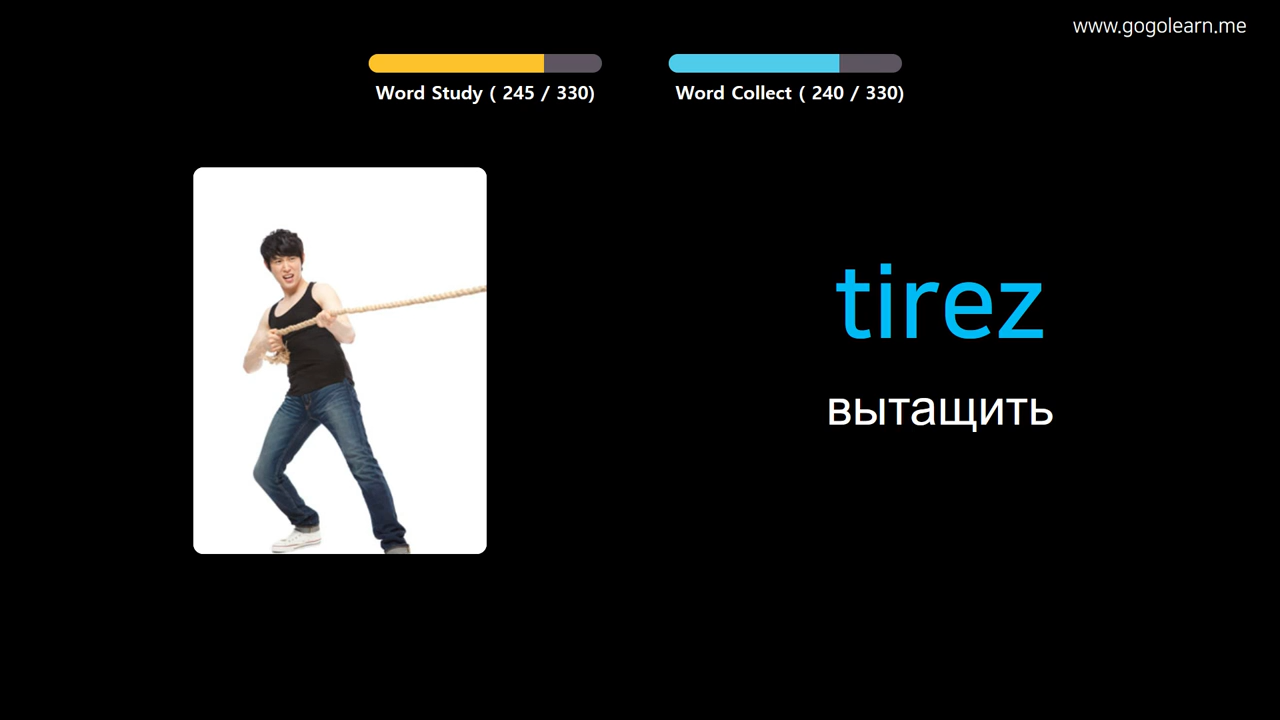 www.gogolearn.me
Word Study ( 245 / 330)
Word Collect ( 240 / 330)
tirez
вытащить